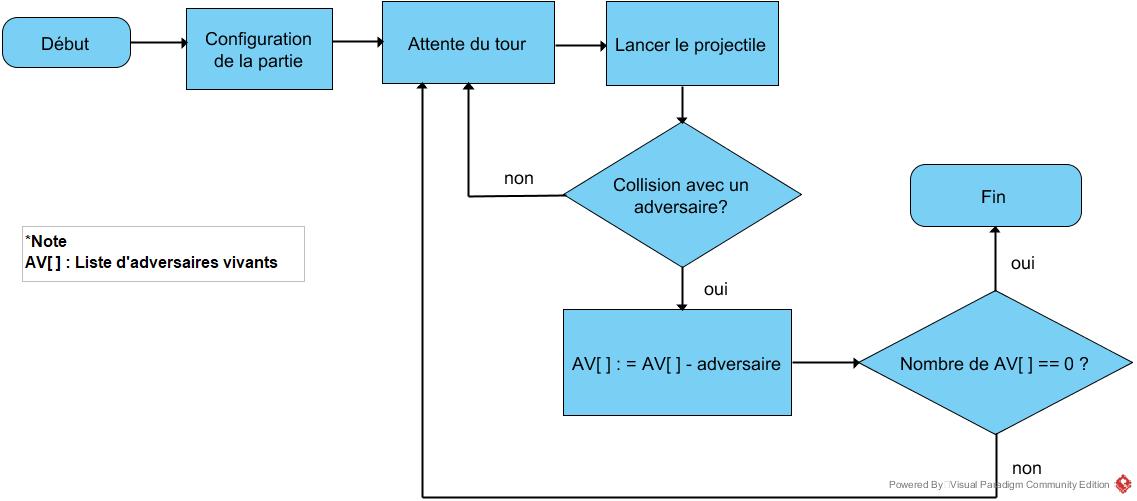 Début
Configuration
de la partie
Attente du tour
Lancer le projectile
non
Collision avec un
adversaire?
Fin
*Note
AV[ ] : Liste d'adversaires vivants
oui
oui
AV[ ] : = AV[ ] - adversaire
Nombre de AV[ ] == 0 ?
non
Powered By Visual Paradigm Community Edition